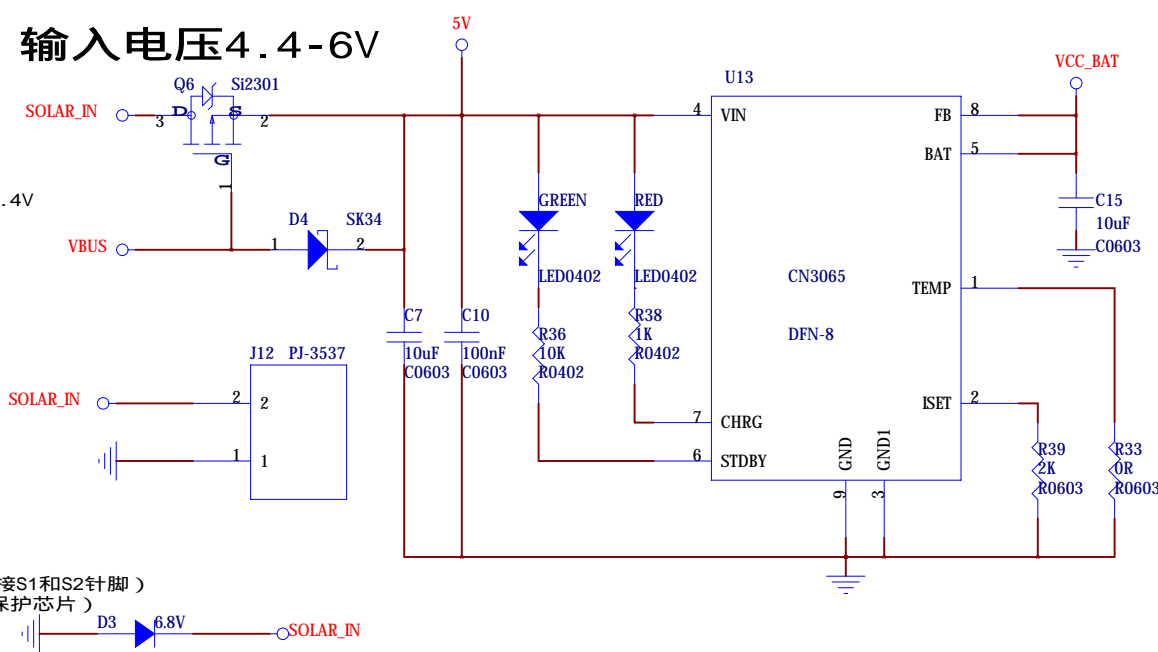 输入电压4.4-6V
5V
VCC_BAT
Q6 Si2301
SOLAR_IN
3
D
S
2
G
1
.4V
VBUS
1
D4 SK34
2
U13
4 VIN
FB 8
BAT 5
C15
10uF
C0603
GREEN
LED0402
RED
LED0402
CN3065
DFN-8
TEMP 1
C7
10uF
C0603
C10
100nF
C0603
R36
10K
R0402
R38
1K
R0402
J12 PJ-3537
SOLAR_IN
2 2
1 1
7 CHRG
6 STDBY
ISET 2
GND
GND1
9
3
R39
2K
R0603
R33
0R
R0603
接S1和S2针脚）
保护芯片）
D3 6.8V
SOLAR_IN